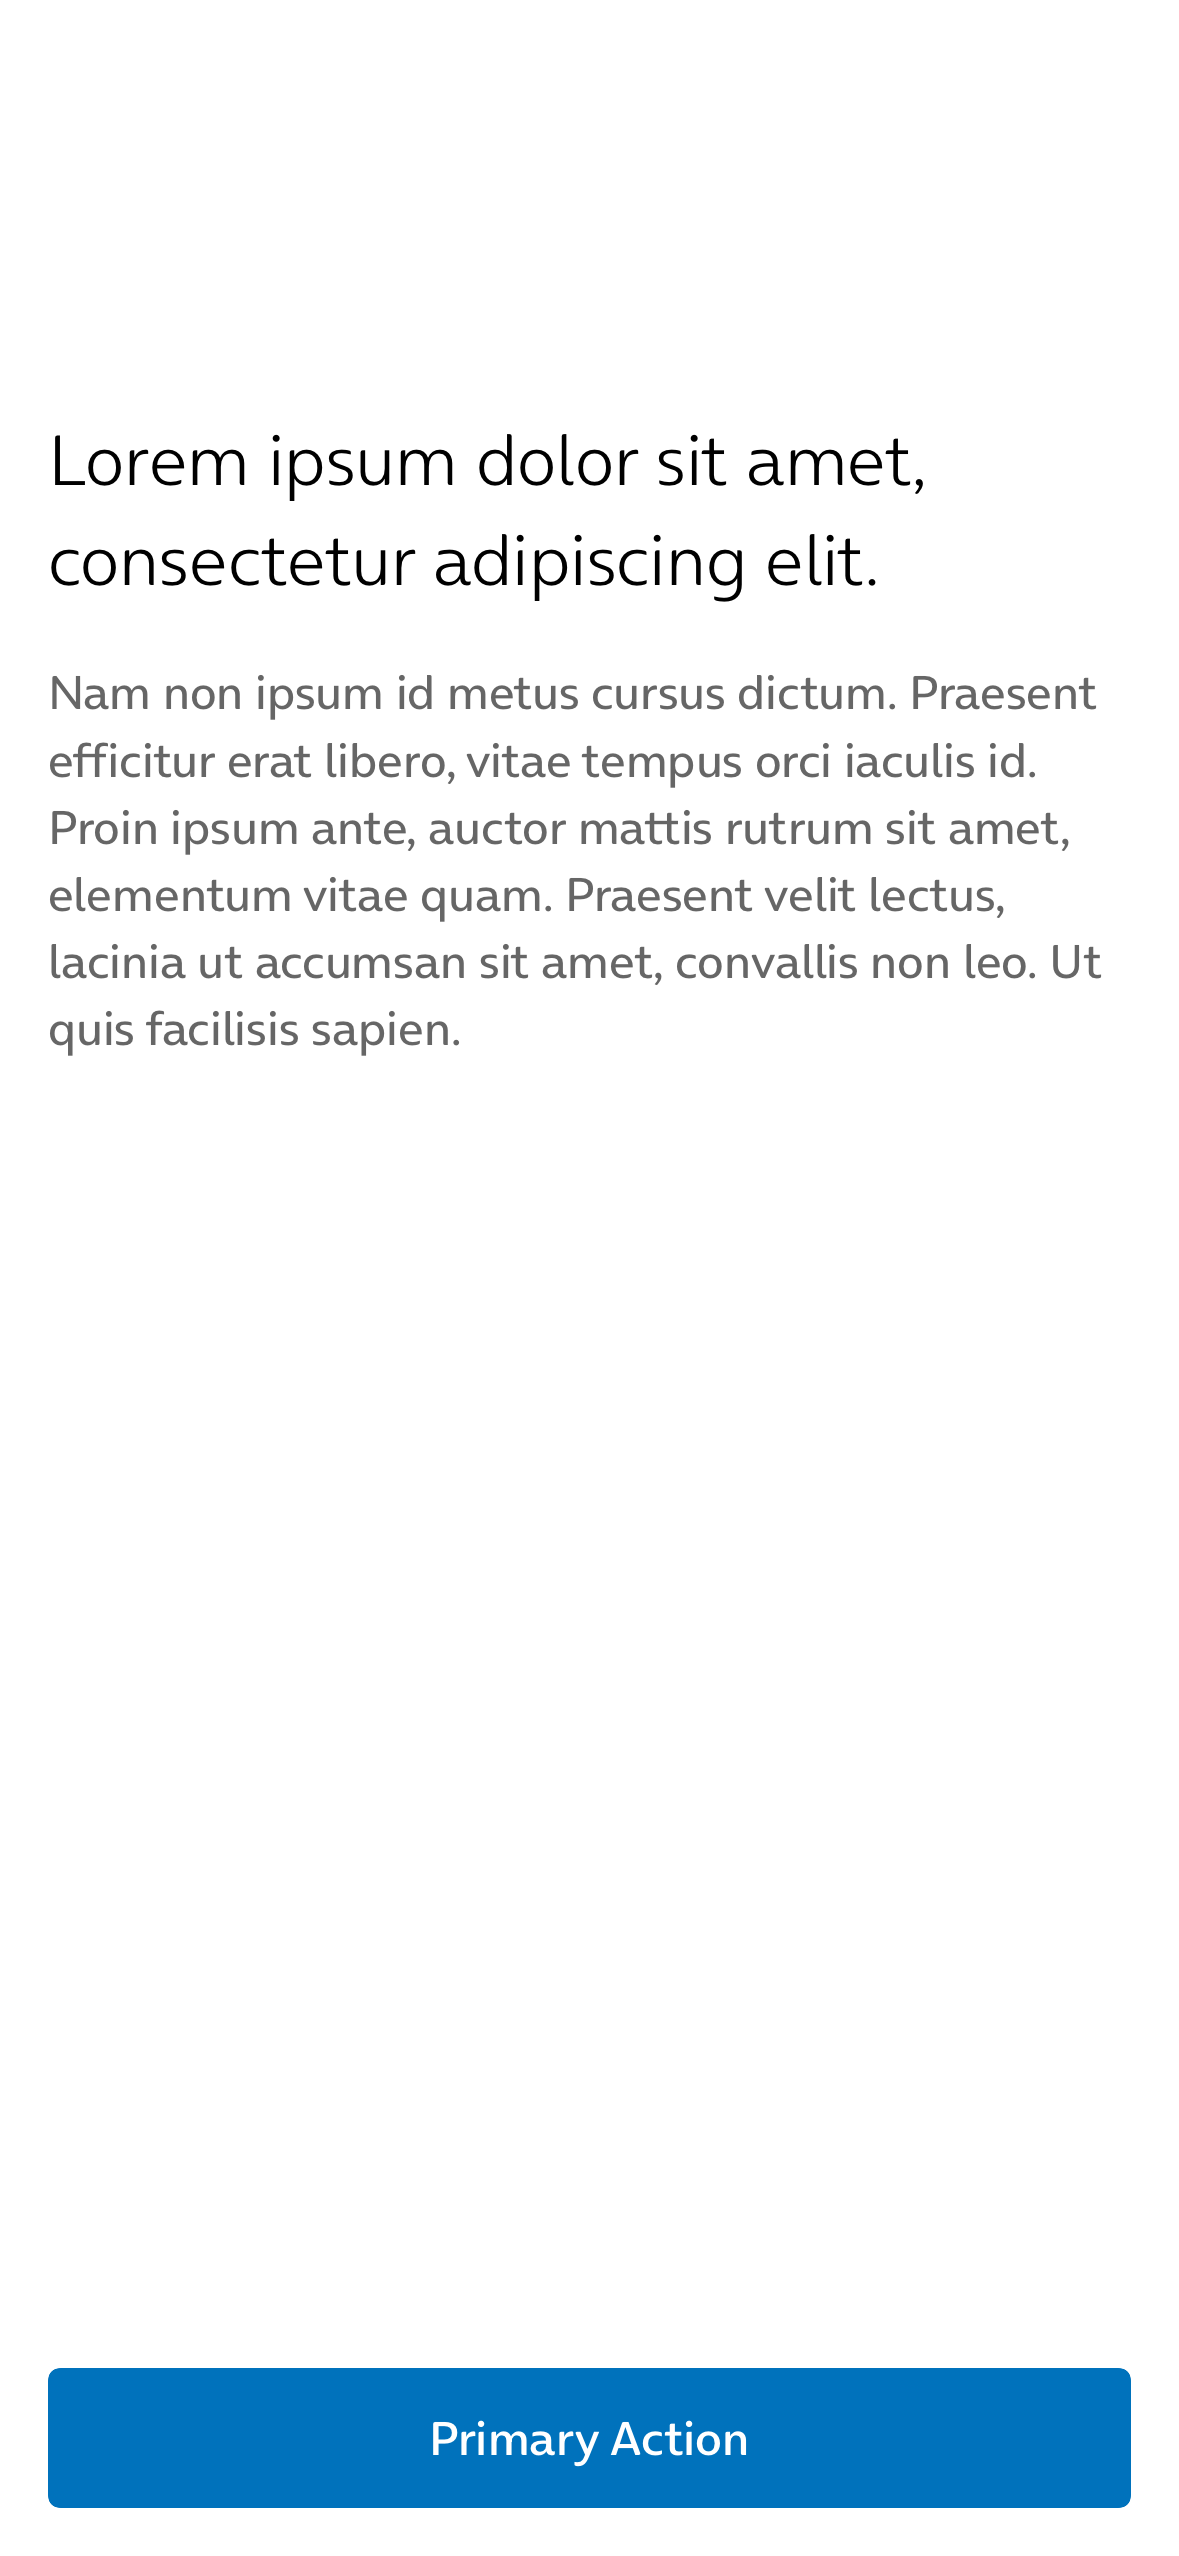 Lorem ipsum dolor sit amet,
consectetur adipiscing elit.
Nam non ipsum id metus cursus dictum. Praesent
efficitur erat libero, vitae tempus orci iaculis id.
Proin ipsum ante, auctor mattis rutrum sit amet,
elementum vitae quam. Praesent velit lectus,
lacinia ut accumsan sit amet, convallis non leo. Ut
quis facilisis sapien.
Primary Action